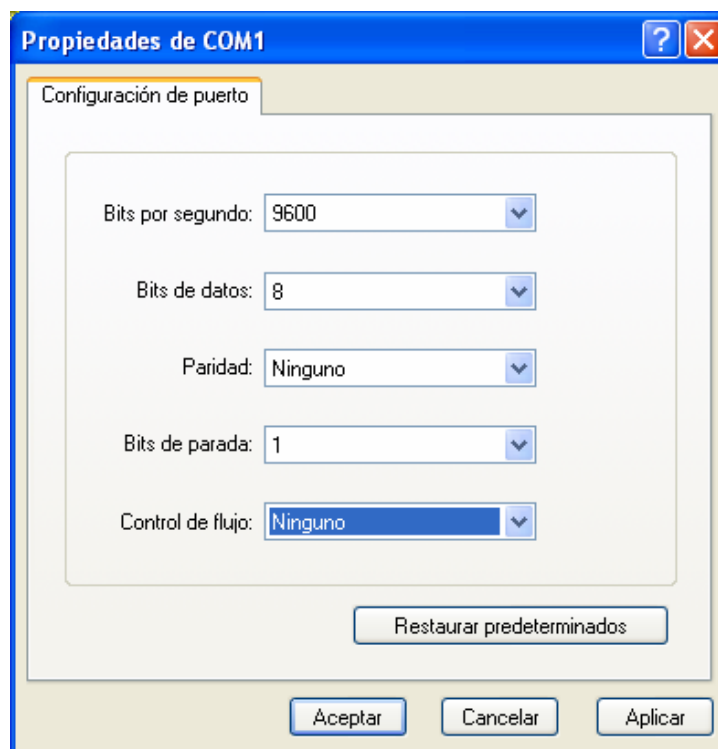 Propiedades de COM1
Configuración de puerto
Bits por segundo: 9600
Bits de datos: 8
Paridad: Ninguno
Bits de parada: 1
Control de flujo: Ninguno
Restaurar predeterminados
Aceptar Cancelar Aplicar